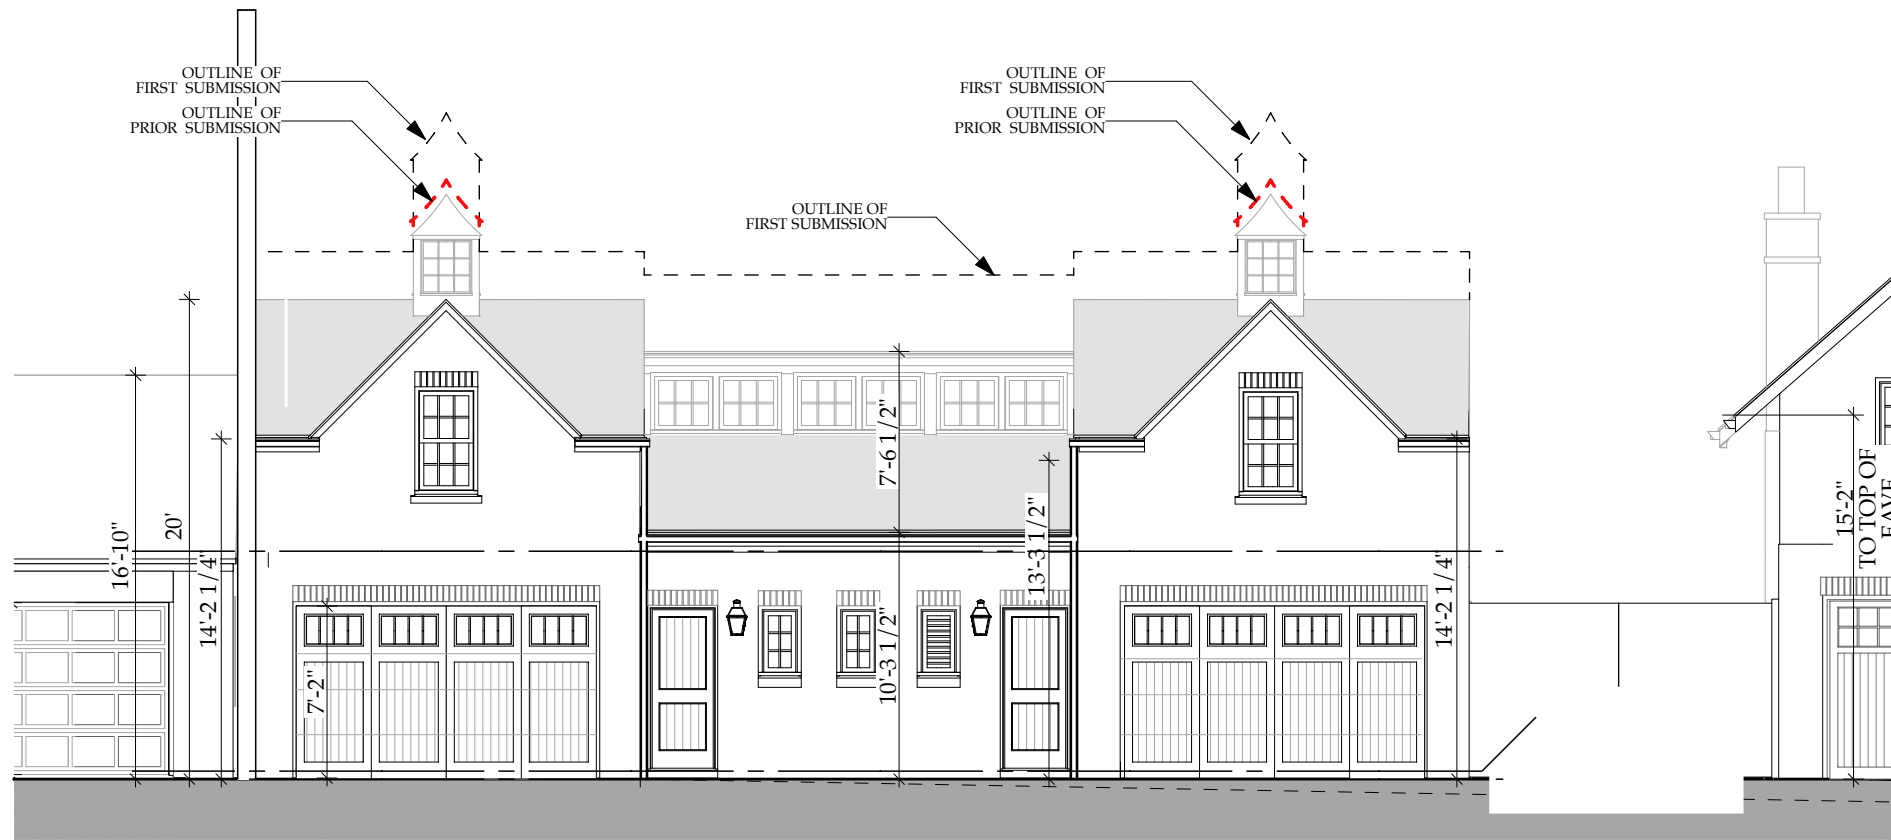 OUTLINE OF
FIRST SUBMISSION
OUTLINE OF
PRIOR SUBMISSION
OUTLINE OF
FIRST SUBMISSION
OUTLINE OF
PRIOR SUBMISSION
OUTLINE OF
FIRST SUBMISSION
16'-10"
20'
14'-2 1/4"
7'-2"
7'-6 1/2"
10'-3 1/2"
13'-3 1/2"
14'-2 1/4"
15'-2"
TO TOP OF
EAVE